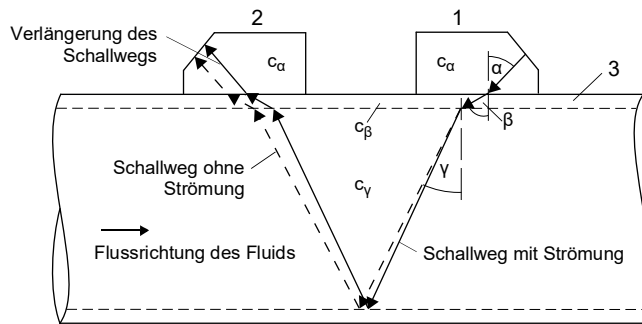 Verlängerung des
Schallwegs
2
1
cα
cα
α
3
cβ
β
Schallweg ohne
Strömung
cγ
γ
Flussrichtung des Fluids
Schallweg mit Strömung